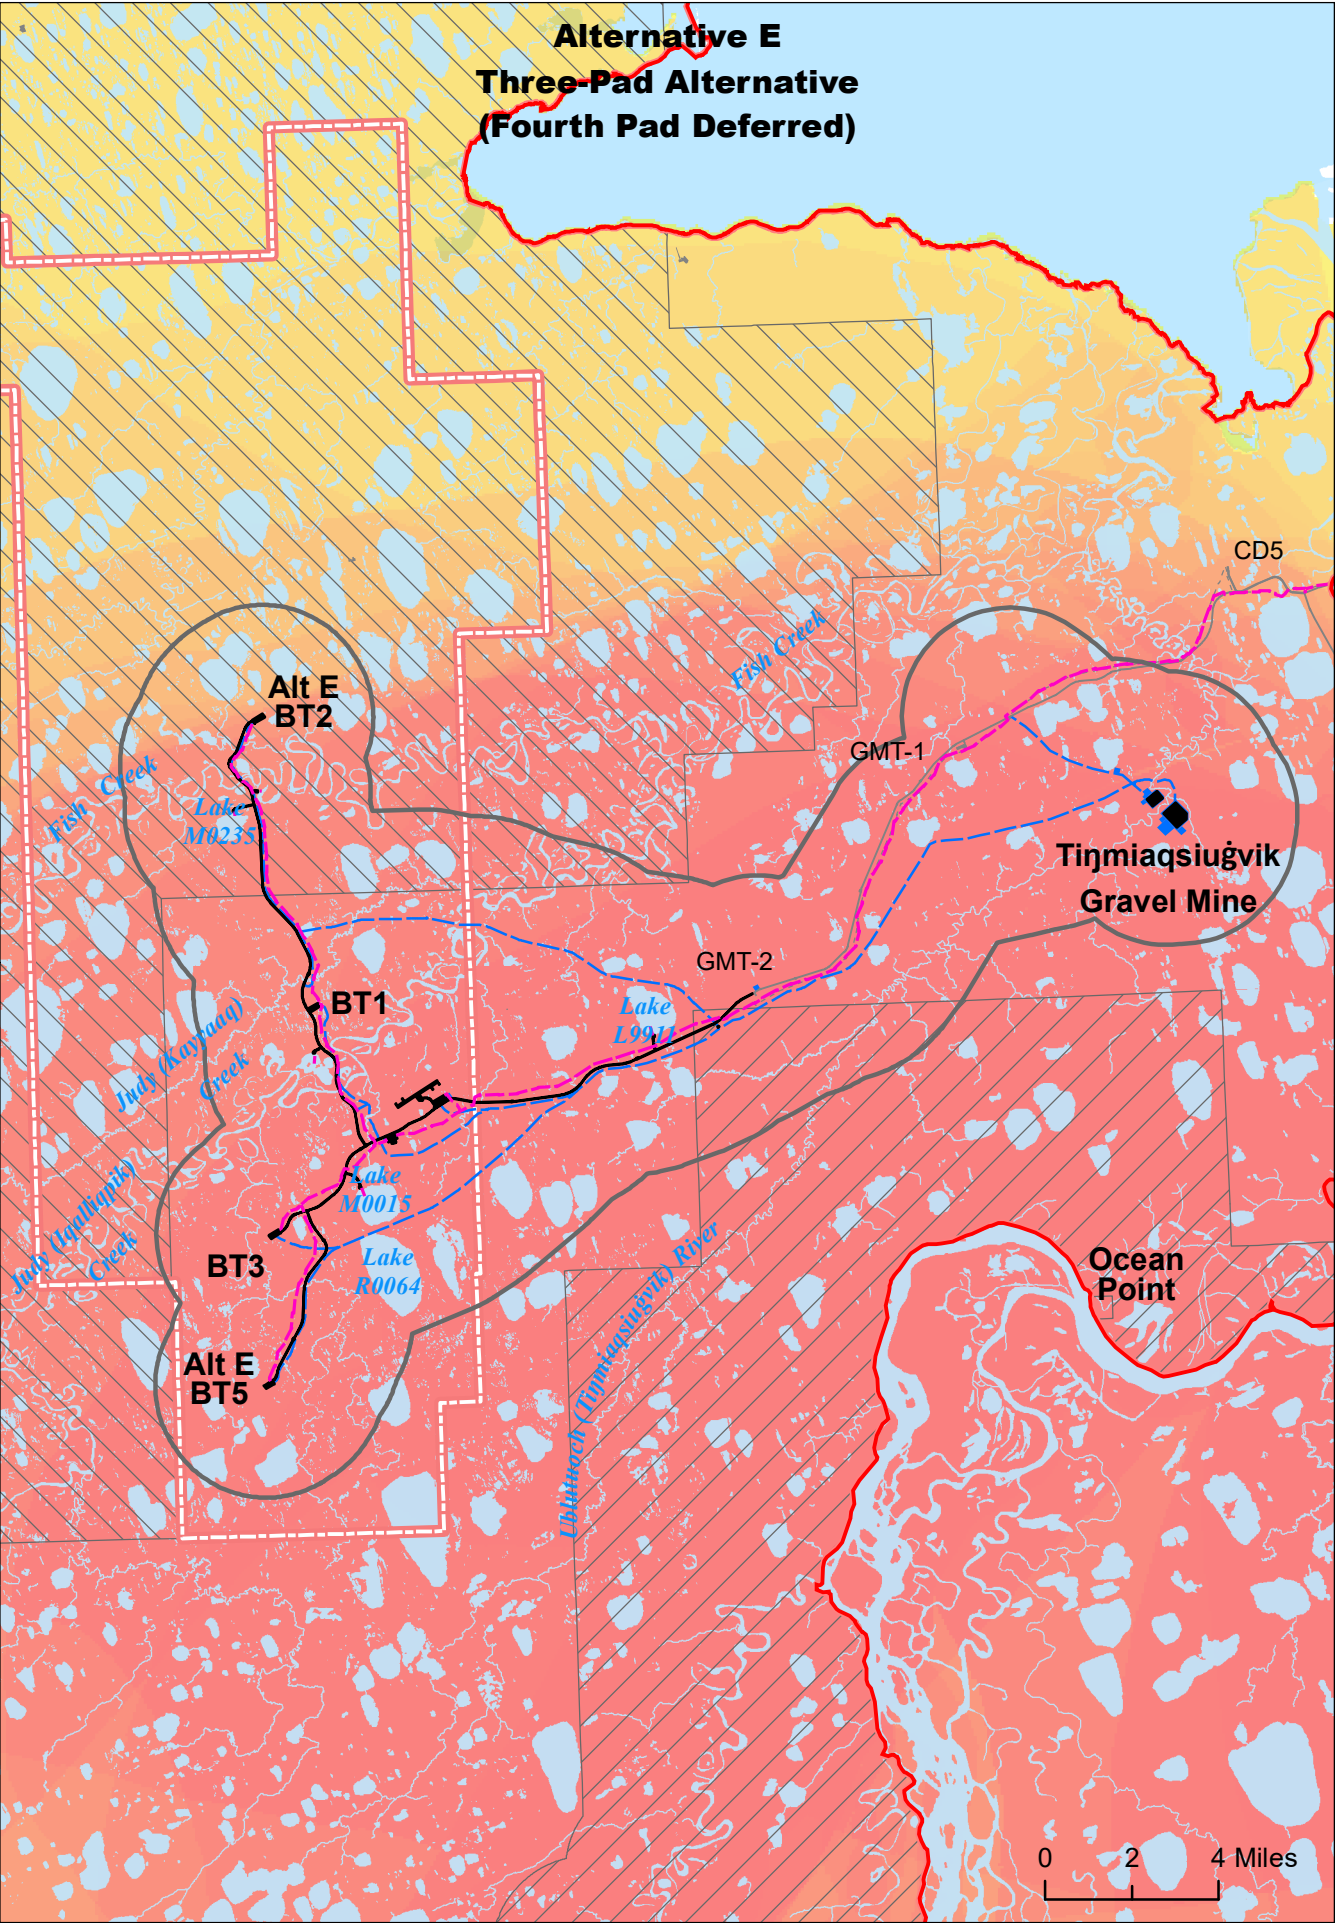 Alternative E
Three-Pad Alternative
(Fourth Pad Deferred)
CD5
Fish Creek
Alt E
BT2
GMT-1
Fish Creek
Lake
M0235
Tiŋmiaqsiuġvik
Gravel Mine
GMT-2
BT1
Lake
L9911
Judy (Kayyaaq)
Creek
Lake
M0015
Judy (Iqalliqpik)
Creek
BT3
Lake
R0064
Ublutuoch (Tiŋmiaqsiuġvik) River
Ocean
Point
Alt E
BT5
0 2 4 Miles